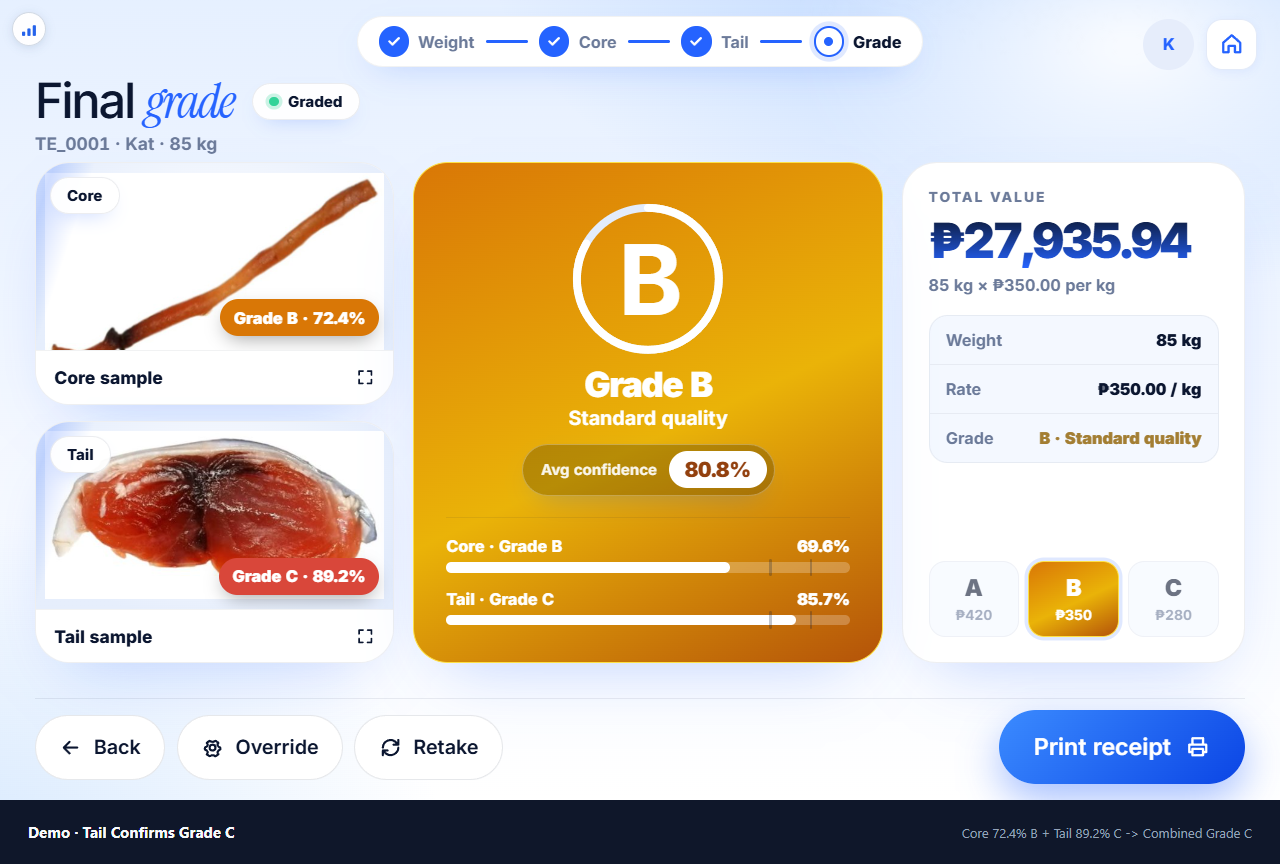 Weight
Core
Tail
Grade
K
Final grade
Graded
TE_0001 · Kat · 85 kg
Core
Grade B · 72.4%
Core sample
Tail
Grade C · 89.2%
Tail sample
B
Grade B
Standard quality
Avg confidence 80.8%
Core · Grade B 69.6%
Tail · Grade C 85.7%
TOTAL VALUE
₱27,935.94
85 kg × ₱350.00 per kg
Weight 85 kg
Rate ₱350.00 / kg
Grade B · Standard quality
A
₱420
B
₱350
C
₱280
Back
Override
Retake
Print receipt
Demo · Tail Confirms Grade C
Core 72.4% B + Tail 89.2% C -> Combined Grade C